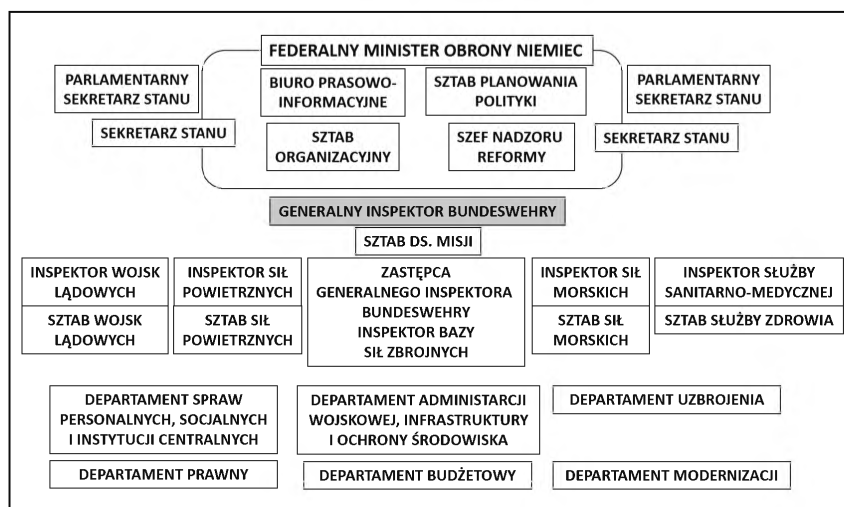 FEDERALNY MINISTER OBRONY NIEMIEC
PARLAMENTARNY
SEKRETARZ STANU
BIURO PRASOWO-
INFORMACYJNE
SZTAB PLANOWANIA
POLITYKI
PARLAMENTARNY
SEKRETARZ STANU
SEKRETARZ STANU
SZTAB
ORGANIZACYJNY
SZEF NADZORU
REFORMY
SEKRETARZ STANU
GENERALNY INSPEKTOR BUNDESWEHRY
SZTAB DS. MISJI
INSPEKTOR WOJSK
LĄDOWYCH
SZTAB WOJSK
LĄDOWYCH
INSPEKTOR SIŁ
POWIETRZNYCH
SZTAB SIŁ
POWIETRZNYCH
ZASTĘPCA
GENERALNEGO INSPEKTORA
BUNDESWEHRY
INSPEKTOR BAZY
SIŁ ZBROJNYCH
INSPEKTOR SIŁ
MORSKICH
SZTAB SIŁ
MORSKICH
INSPEKTOR SŁUŻBY
SANITARNO-MEDYCZNEJ
SZTAB SŁUŻBY ZDROWIA
DEPARTAMENT SPRAW
PERSONALNYCH, SOCJALNYCH
I INSTYTUCJI CENTRALNYCH
DEPARTAMENT ADMINISTARCJI
WOJSKOWEJ, INFRASTRUKTURY
I OCHRONY ŚRODOWISKA
DEPARTAMENT UZBROJENIA
DEPARTAMENT PRAWNY
DEPARTAMENT BUDŻETOWY
DEPARTAMENT MODERNIZACJI